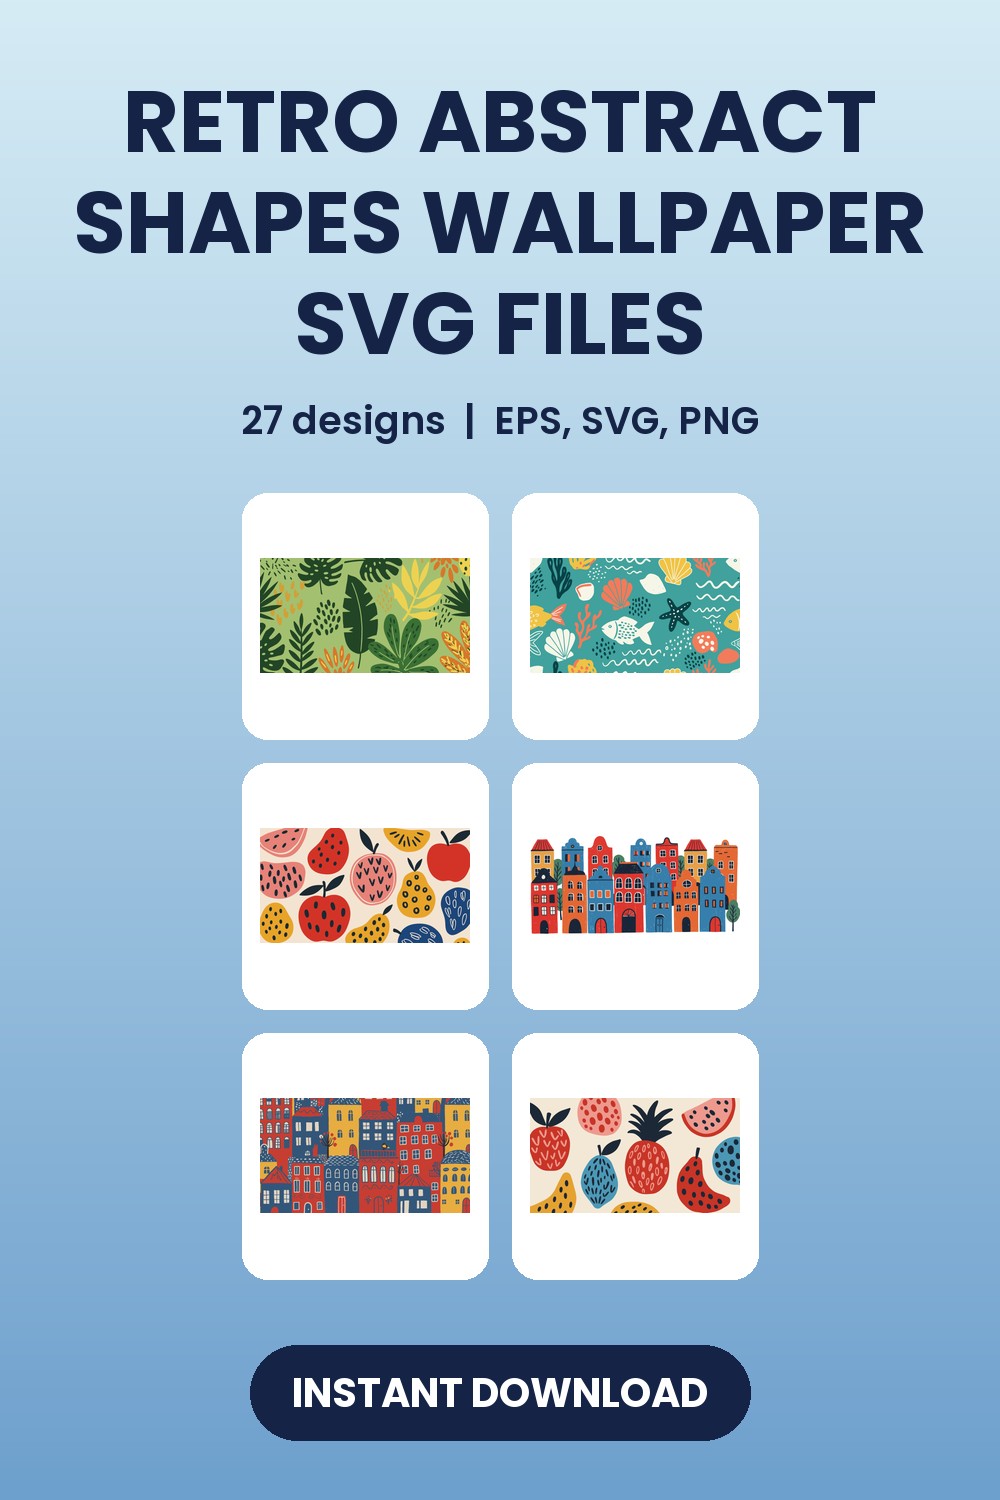 RETRO ABSTRACT
SHAPES WALLPAPER
SVG FILES
27 designs | EPS, SVG, PNG
INSTANT DOWNLOAD